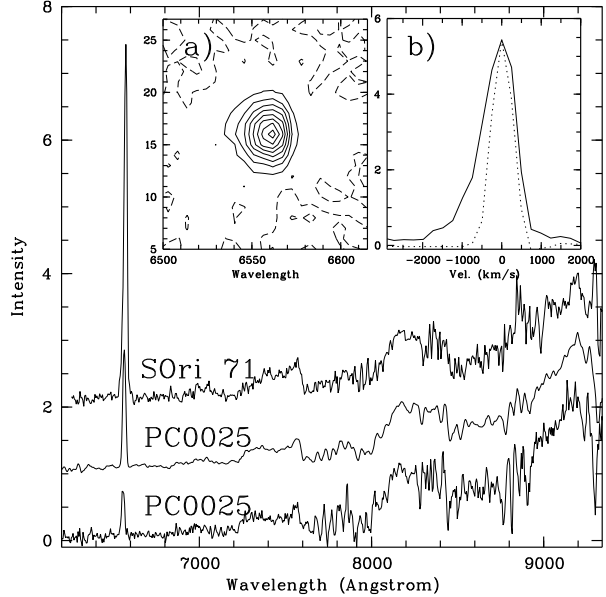 8
6
4
2
0
Intensity
a)
25
20
15
10
5
6500 6550 6600
Wavelength
b)
6
4
2
0
-2000 -1000 0 1000 2000
Vel. (km/s)
SOri 71
PC0025
PC0025
7000 8000 9000
Wavelength (Angstrom)